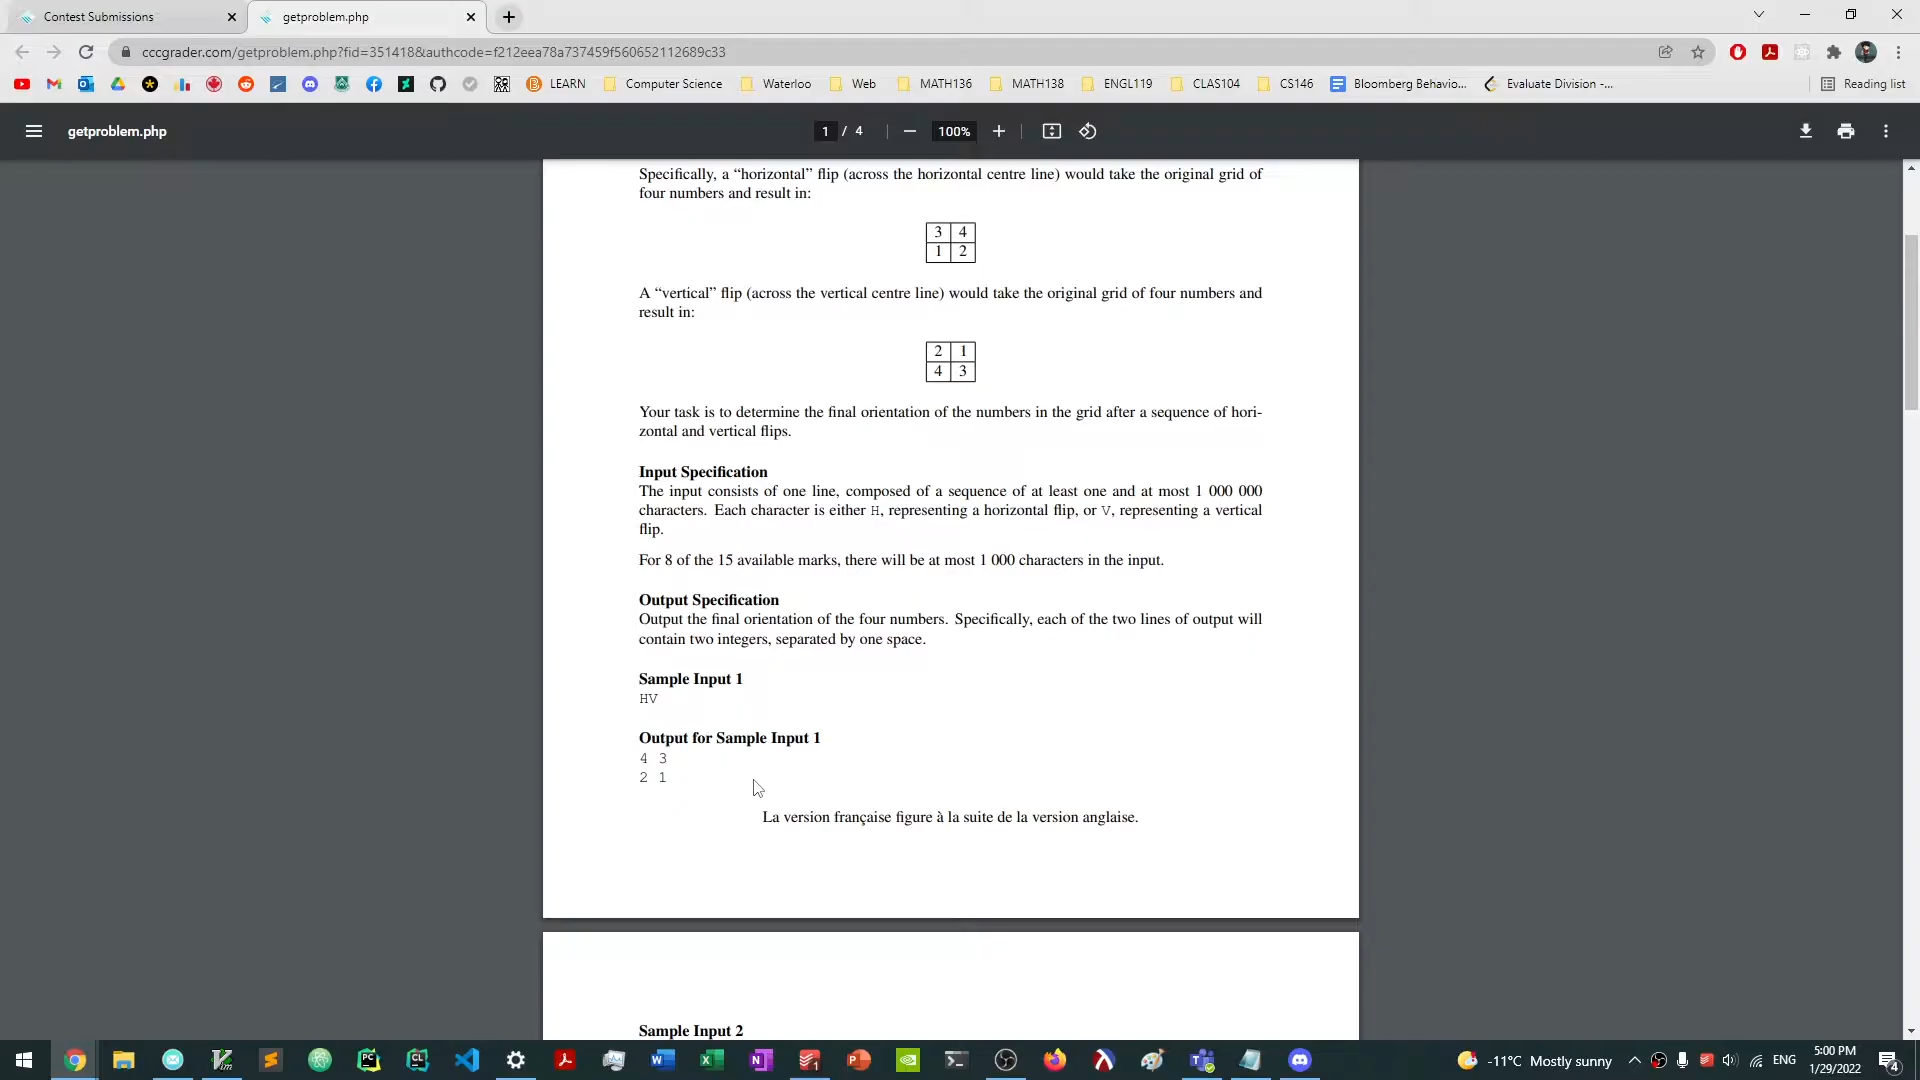 Contest Submissions
getproblem.php
cccgrader.com/getproblem.php?fid=351418&authcode=f212eea78a737459f560652112689c33
LEARN Computer Science Waterloo Web MATH136 MATH138 ENGL119 CLAS104 CS146 Bloomberg Behavio... Evaluate Division -... Reading list
getproblem.php 1 / 4 100%
Specifically, a “horizontal” flip (across the horizontal centre line) would take the original grid of
four numbers and result in:
3 4
1 2
A “vertical” flip (across the vertical centre line) would take the original grid of four numbers and
result in:
2 1
4 3
Your task is to determine the final orientation of the numbers in the grid after a sequence of hori-
zontal and vertical flips.
Input Specification
The input consists of one line, composed of a sequence of at least one and at most 1 000 000
characters. Each character is either H, representing a horizontal flip, or V, representing a vertical
flip.
For 8 of the 15 available marks, there will be at most 1 000 characters in the input.
Output Specification
Output the final orientation of the four numbers. Specifically, each of the two lines of output will
contain two integers, separated by one space.
Sample Input 1
HV
Output for Sample Input 1
4 3
2 1
La version française figure à la suite de la version anglaise.
Sample Input 2
-11°C Mostly sunny ENG 5:00 PM
1/29/2022 4